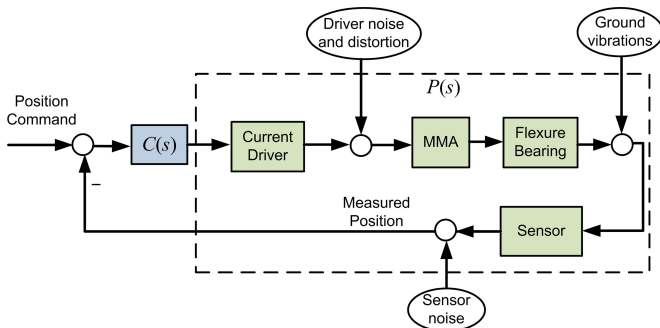 Driver noise
and distortion
Ground
vibrations
P(s)
Position
Command
C(s)
Current
Driver
MMA
Flexure
Bearing
–
Measured
Position
Sensor
Sensor
noise